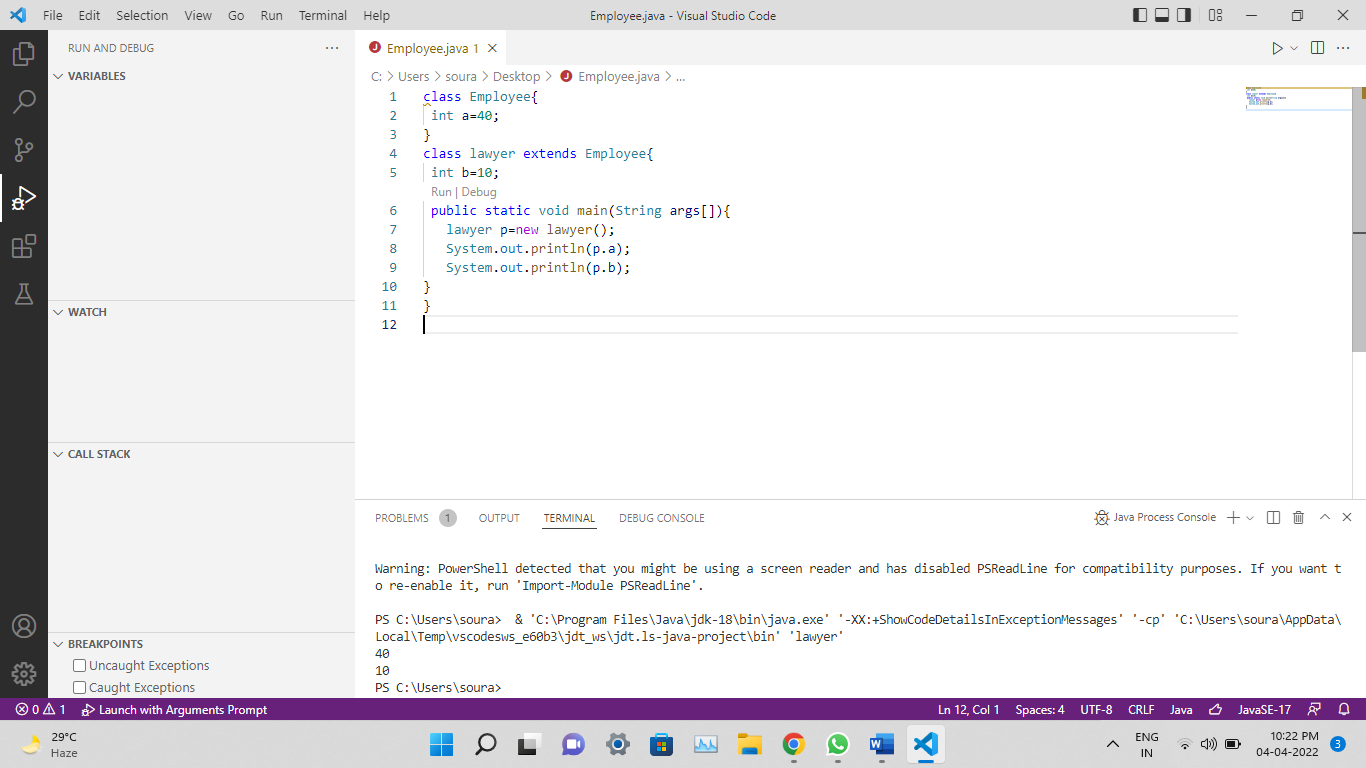 File Edit Selection View Go Run Terminal Help Employee.java - Visual Studio Code
RUN AND DEBUG
VARIABLES
WATCH
CALL STACK
BREAKPOINTS
Uncaught Exceptions
Caught Exceptions
Employee.java 1
C: > Users > soura > Desktop > Employee.java > ...
1 class Employee{
2 int a=40;
3 }
4 class lawyer extends Employee{
5 int b=10;
Run | Debug
6 public static void main(String args[]){
7 lawyer p=new lawyer();
8 System.out.println(p.a);
9 System.out.println(p.b);
10 }
11 }
12
PROBLEMS 1 OUTPUT TERMINAL DEBUG CONSOLE Java Process Console
Warning: PowerShell detected that you might be using a screen reader and has disabled PSReadLine for compatibility purposes. If you want t
o re-enable it, run 'Import-Module PSReadLine'.
PS C:\Users\soura>  & 'C:\Program Files\Java\jdk-18\bin\java.exe' '-XX:+ShowCodeDetailsInExceptionMessages' '-cp' 'C:\Users\soura\AppData\
Local\Temp\vscodesws_e60b3\jdt_ws\jdt.ls-java-project\bin' 'lawyer'
40
10
PS C:\Users\soura>
0 1 Launch with Arguments Prompt Ln 12, Col 1 Spaces: 4 UTF-8 CRLF Java JavaSE-17
29°C
Haze
ENG
IN
10:22 PM
04-04-2022
3